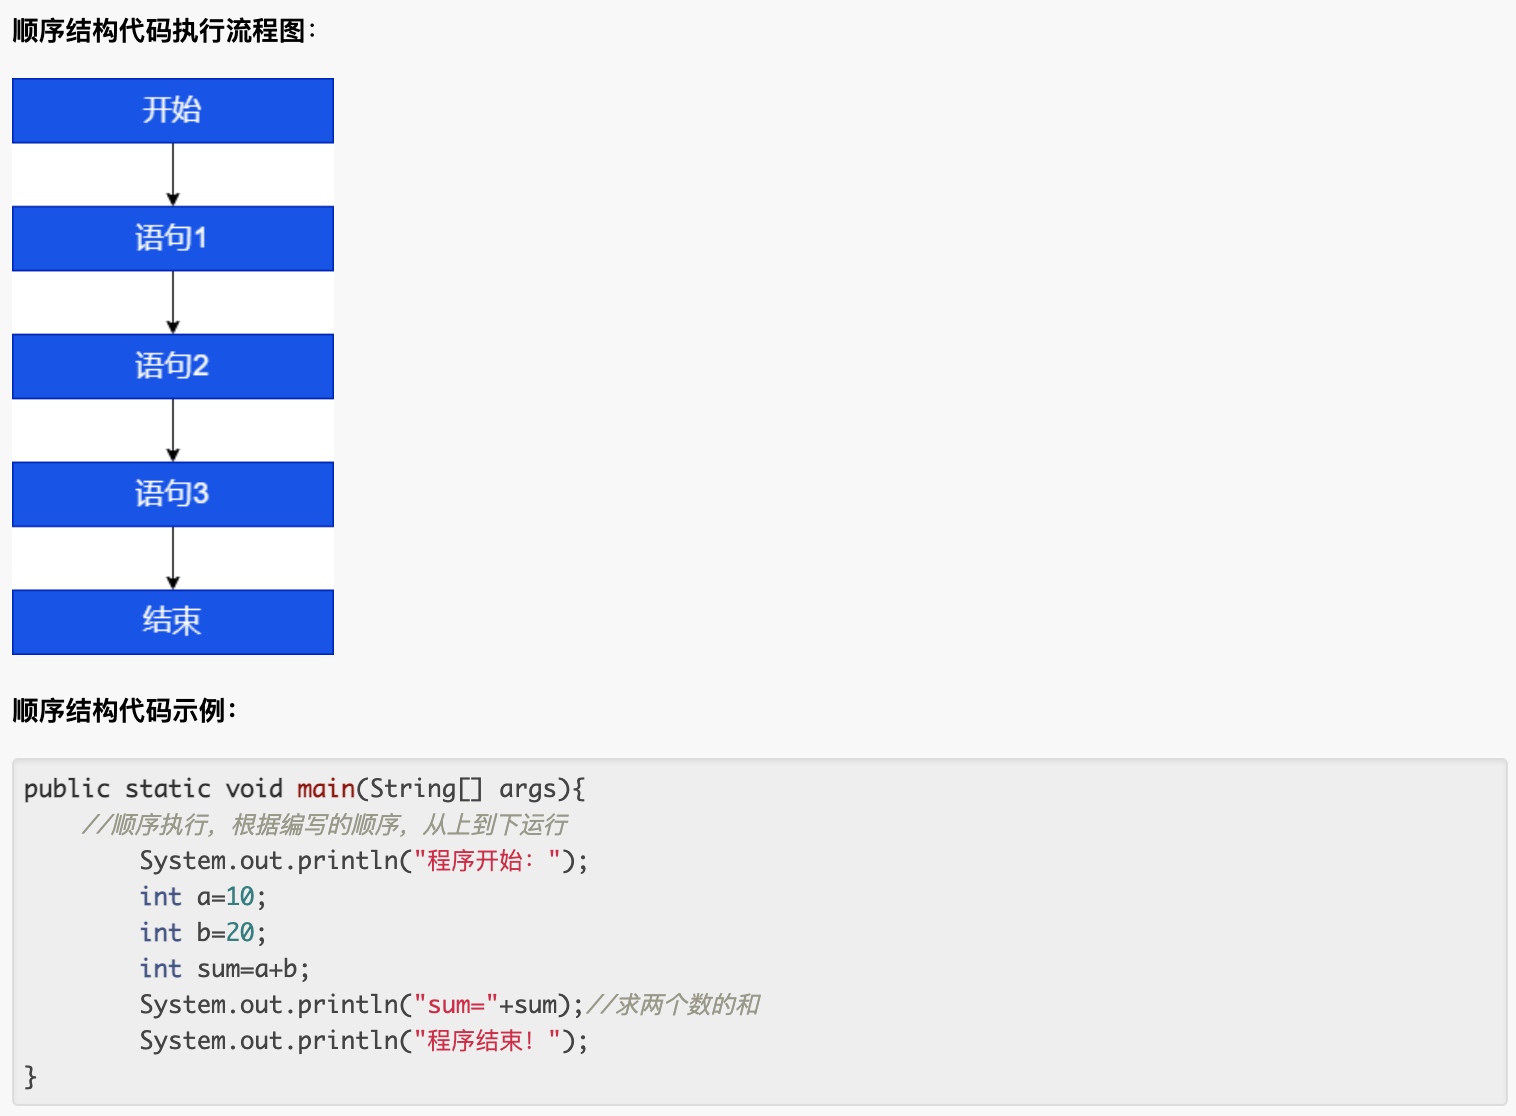 顺序结构代码执行流程图：
开始
语句1
语句2
语句3
结束
顺序结构代码示例：
public static void main(String[] args){
    //顺序执行，根据编写的顺序，从上到下运行
        System.out.println("程序开始：");
        int a=10;
        int b=20;
        int sum=a+b;
        System.out.println("sum="+sum);//求两个数的和
        System.out.println("程序结束！");
}